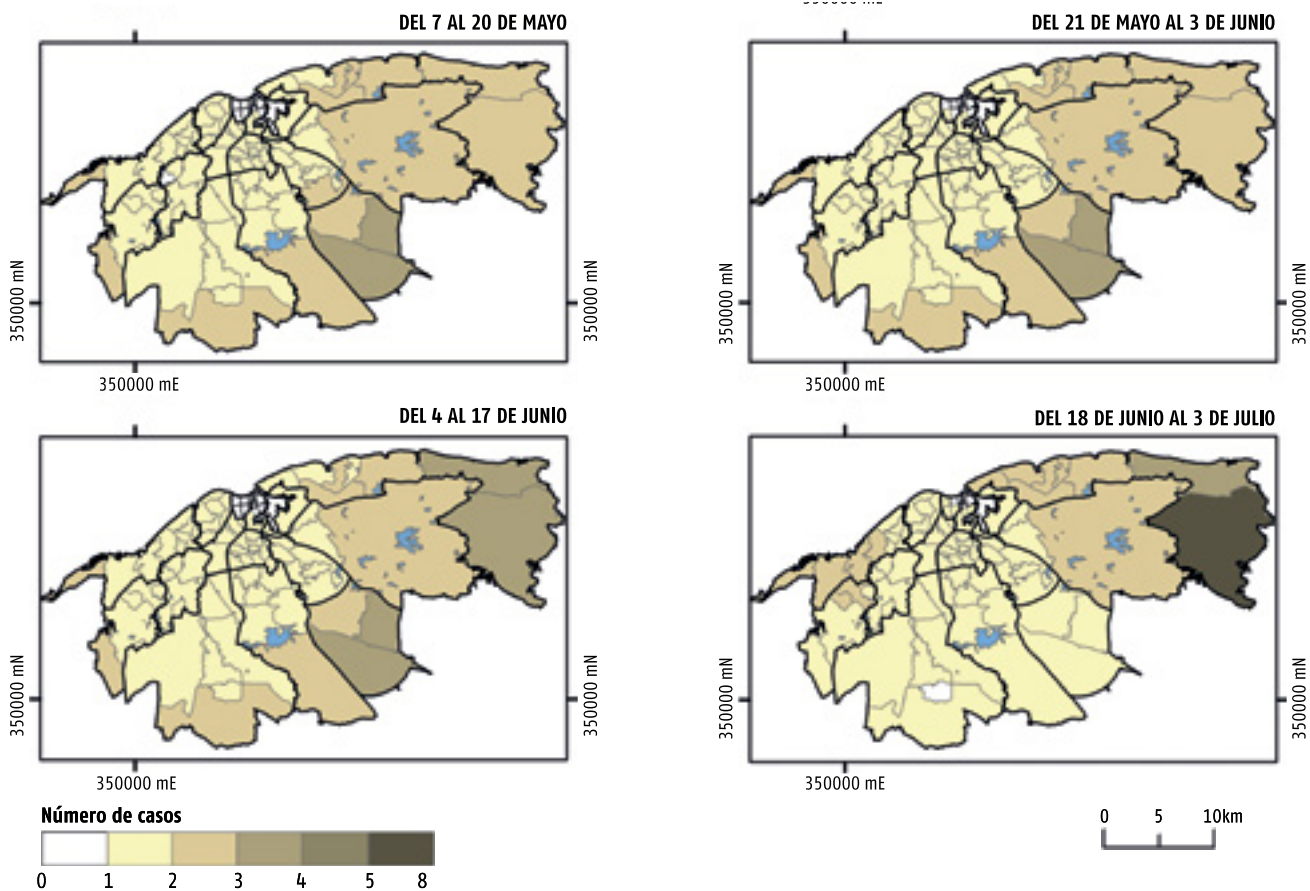 DEL 7 AL 20 DE MAYO
350000 mN
350000 mN
350000 mE
DEL 21 DE MAYO AL 3 DE JUNIO
350000 mN
350000 mN
350000 mE
DEL 4 AL 17 DE JUNIO
350000 mN
350000 mN
350000 mE
DEL 18 DE JUNIO AL 3 DE JULIO
350000 mN
350000 mN
350000 mE
Número de casos
0 1 2 3 4 5 8
0 5 10km